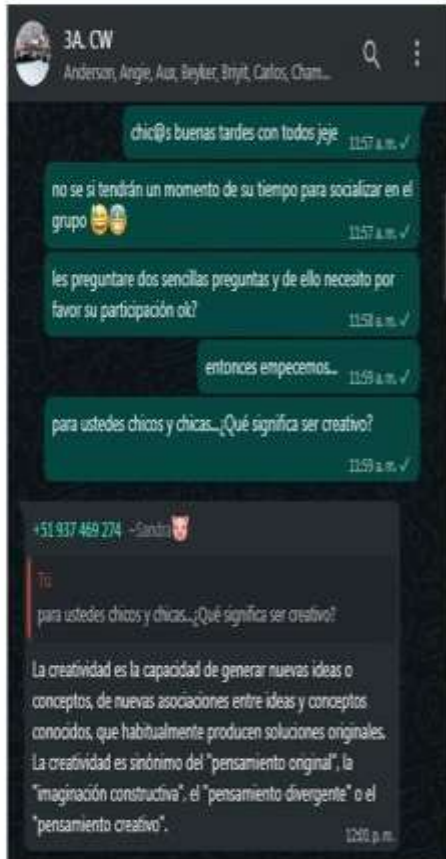 3A. CW
Anderson, Angie, Aux, Beyker, Bnyit, Carlos, Cham...
chic@s buenas tardes con todos jeje
11:57 a. m. ✓
no se si tendrán un momento de su tiempo para socializar en el
grupo 😅
11:57 a. m. ✓
les preguntare dos sencillas preguntas y de ello necesito por
favor su participación ok?
11:58 a. m. ✓
entonces empecemos...
11:59 a. m. ✓
para ustedes chicos y chicas...¿Qué significa ser creativo?
11:59 a. m. ✓
+51 937 469 274 ~Sandra🐷
Tú
para ustedes chicos y chicas...¿Qué significa ser creativo?
La creatividad es la capacidad de generar nuevas ideas o
conceptos, de nuevas asociaciones entre ideas y conceptos
conocidos, que habitualmente producen soluciones originales.
La creatividad es sinónimo del "pensamiento original", la
"imaginación constructiva", el "pensamiento divergente" o el
"pensamiento creativo".
12:01 p. m.